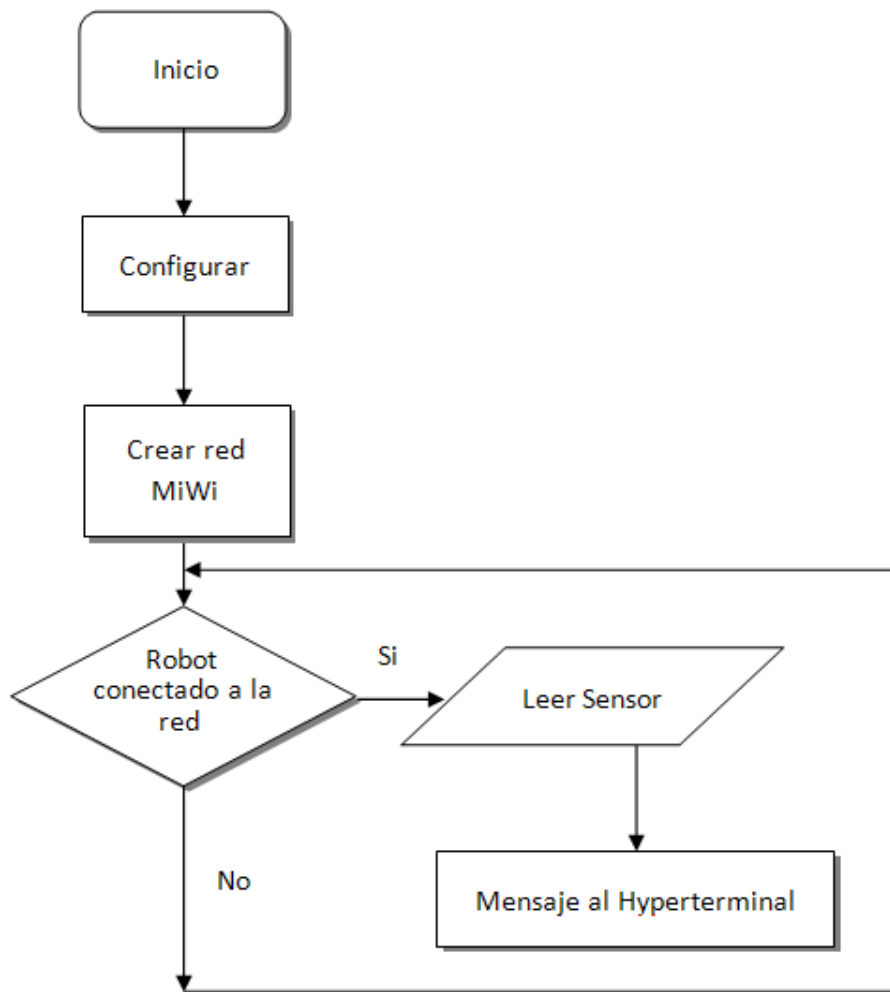 Inicio
Configurar
Crear red
MiWi
Robot
conectado a la
red
Si
Leer Sensor
No
Mensaje al Hyperterminal